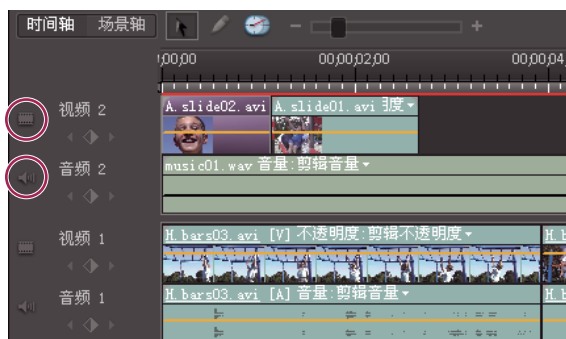 时间轴 场景轴
;00;00 00;00;02;00 00;00;04
视频 2
A.slide02.avi A.slide01.avi 明度
音频 2
music01.wav 音量:剪辑音量
视频 1
H.bars03.avi [V] 不透明度:剪辑不透明度 H.b
音频 1
H.bars03.avi [A] 音量:剪辑音量 H.b